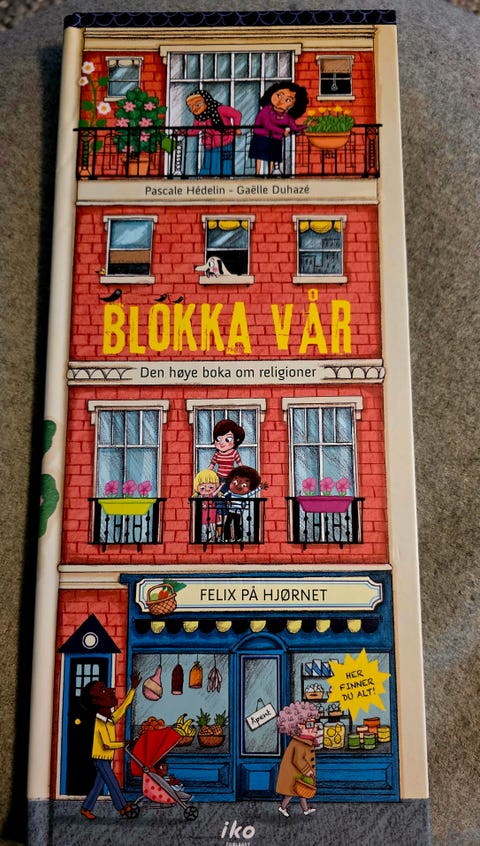 Pascale Hédelin - Gaëlle Duhazé
BLOKKA VÅR
Den høye boka om religioner
FELIX PÅ HJØRNET
HER
FINNER
DU ALT!
Åpent
iko
FORLAGET